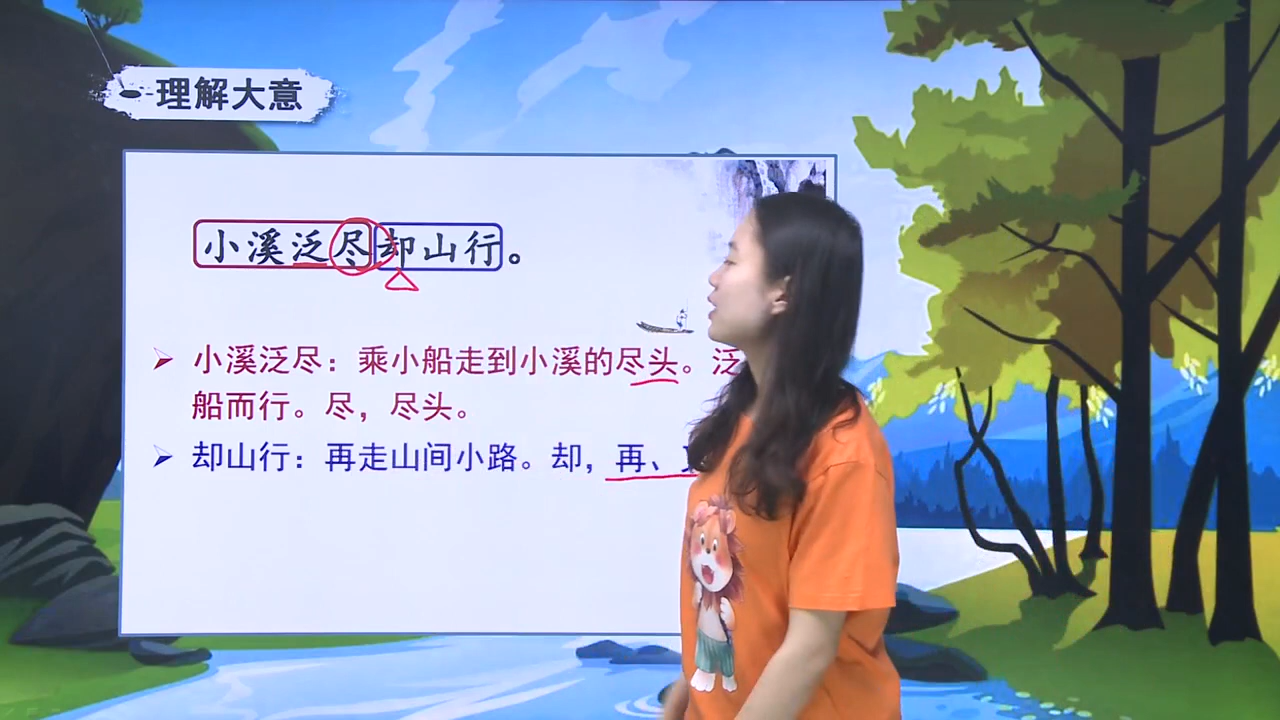 理解大意
小溪泛尽却山行。
小溪泛尽：乘小船走到小溪的尽头。泛
船而行。尽，尽头。
却山行：再走山间小路。却，再、